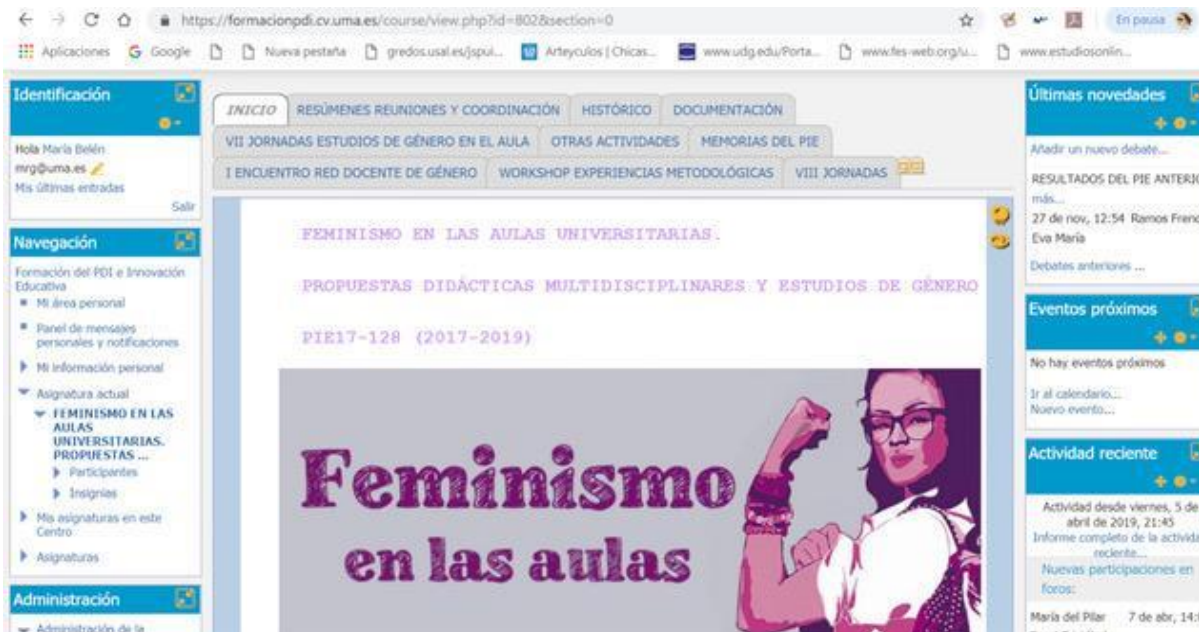 https://formacionpdi.cv.uma.es/course/view.php?id=802&section=0
En pausa
Aplicaciones
Google
Nueva pestaña
gredos.usal.es/jspui...
Arteyculos | Chicas...
www.udg.edu/Porta...
www.fes-web.org/u...
www.estudiosonlin...
Identificación
Hola María Belén
mrg@uma.es
Mis últimas entradas
Salir
Navegación
Formación del PDI e Innovación
Educativa
Mi área personal
Panel de mensajes
personales y notificaciones
Mi información personal
Asignatura actual
FEMINISMO EN LAS
AULAS
UNIVERSITARIAS.
PROPUESTAS ...
Participantes
Insignias
Mis asignaturas en este
Centro
Asignaturas
Administración
Administración de la
INICIO RESÚMENES REUNIONES Y COORDINACIÓN HISTÓRICO DOCUMENTACIÓN
VII JORNADAS ESTUDIOS DE GÉNERO EN EL AULA OTRAS ACTIVIDADES MEMORIAS DEL PIE
I ENCUENTRO RED DOCENTE DE GÉNERO WORKSHOP EXPERIENCIAS METODOLÓGICAS VIII JORNADAS
FEMINISMO EN LAS AULAS UNIVERSITARIAS.
PROPUESTAS DIDÁCTICAS MULTIDISCIPLINARES Y ESTUDIOS DE GÉNERO
PIE17-128 (2017-2019)
Feminismo
en las aulas
Últimas novedades
Añadir un nuevo debate...
RESULTADOS DEL PIE ANTERIO
más...
27 de nov, 12:54 Ramos Frend
Eva María
Debates anteriores ...
Eventos próximos
No hay eventos próximos
Ir al calendario...
Nuevo evento...
Actividad reciente
Actividad desde viernes, 5 de
abril de 2019, 21:45
Informe completo de la activida
reciente...
Nuevas participaciones en
foros:
María del Pilar 7 de abr, 14: